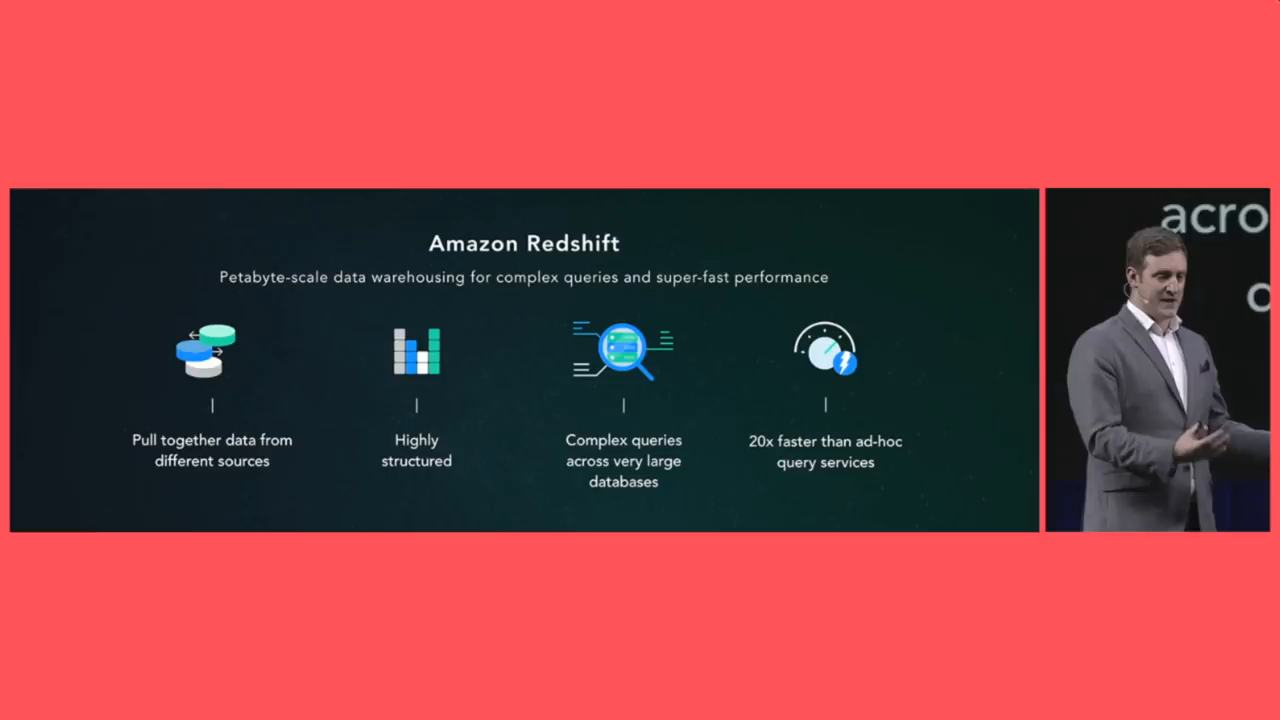 Amazon Redshift
Petabyte-scale data warehousing for complex queries and super-fast performance
Pull together data from
different sources
Highly
structured
Complex queries
across very large
databases
20x faster than ad-hoc
query services
acro